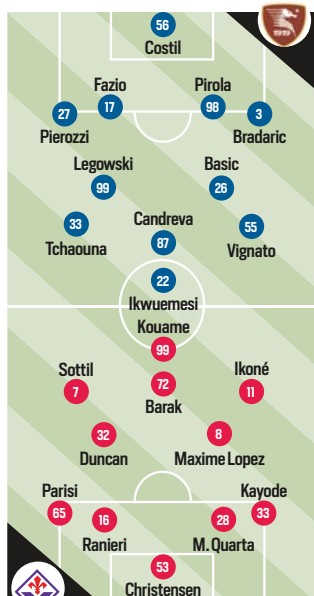 56
Costil
1919
Fazio Pirola
27 17 98 3
Pierozzi Bradaric
Legowski Basic
99 26
33 Candreva 55
Tchaouna 87 Vignato
22
Ikwuemesi
Kouame
99
Sottil Ikoné
7 72 11
Barak
32 8
Duncan Maxime Lopez
Parisi Kayode
65 16 28 33
Ranieri M. Quarta
53
Christensen